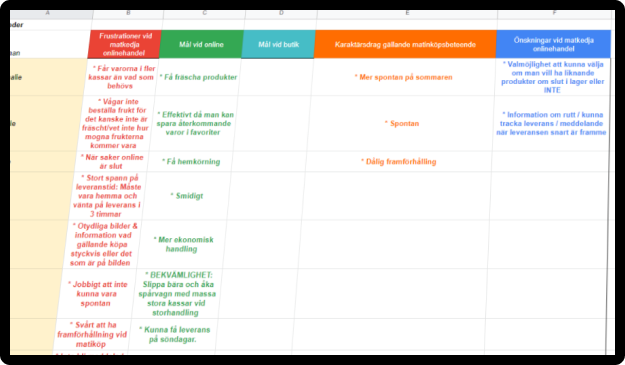 A B C D E F
der
Frustrationer vid
matkedja
onlinehandel
Mål vid online
Mål vid butik
Karaktärsdrag gällande matinköpsbeteende
Önskningar vid matkedja
onlinehandel
alie
* Får varorna i fler
kassar än vad som
behövs
* Få fräscha produkter
* Mer spontan på sommaren
* Valmöjlighet att kunna välja
om man vill ha liknande
produkter om slut i lager eller
INTE
* Vågar inte
beställa frukt för
det kanske inte är
fräscht/vet inte hur
mogna frukterna
kommer vara
* Effektivt då man kan
spara återkommande
varor i favoriter
* Spontan
* Information om rutt / kunna
tracka leverans / meddelande
när leveransen snart är framme
* När saker online
är slut
* Få hemkörning
* Dålig framförhållning
* Stort spann på
leveranstid: Måste
vara hemma och
vänta på leverans i
3 timmar
* Smidigt
* Otydliga bilder &
information vad
gällande köpa
styckvis eller det
som är på bilden
* Mer ekonomisk
handling
* Jobbigt att inte
kunna vara
spontan
* BEKVÄMLIGHET:
Slippa bära och åka
spårvagn med massa
stora kassar vid
storhandling
* Svårt att ha
framförhållning vid
matköp
* Kunna få leverans
på söndagar.